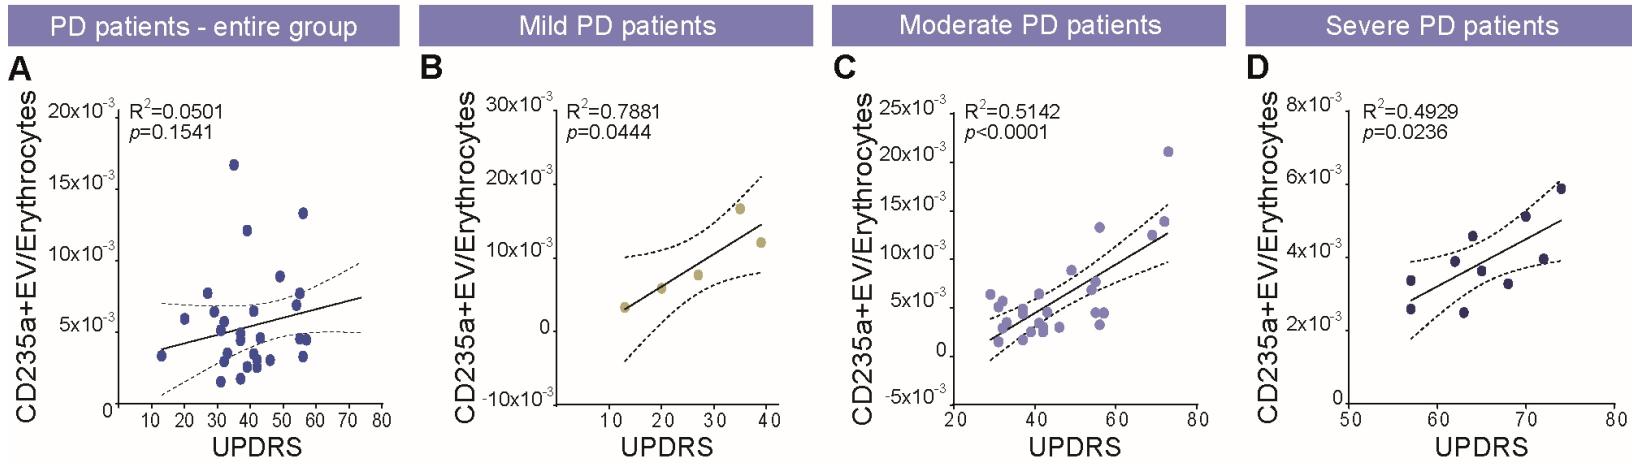 PD patients - entire group
Mild PD patients
Moderate PD patients
Severe PD patients
A
CD235a+EV/Erythrocytes
20x10⁻³
15x10⁻³
10x10⁻³
5x10⁻³
0
R²=0.0501
p=0.1541
10 20 30 40 50 60 70 80
UPDRS
B
CD235a+EV/Erythrocytes
30x10⁻³
20x10⁻³
10x10⁻³
0
-10x10⁻³
R²=0.7881
p=0.0444
10 20 30 40
UPDRS
C
CD235a+EV/Erythrocytes
25x10⁻³
20x10⁻³
15x10⁻³
10x10⁻³
5x10⁻³
0
-5x10⁻³
R²=0.5142
p<0.0001
20 40 60 80
UPDRS
D
CD235a+EV/Erythrocytes
8x10⁻³
6x10⁻³
4x10⁻³
2x10⁻³
0
R²=0.4929
p=0.0236
50 60 70 80
UPDRS